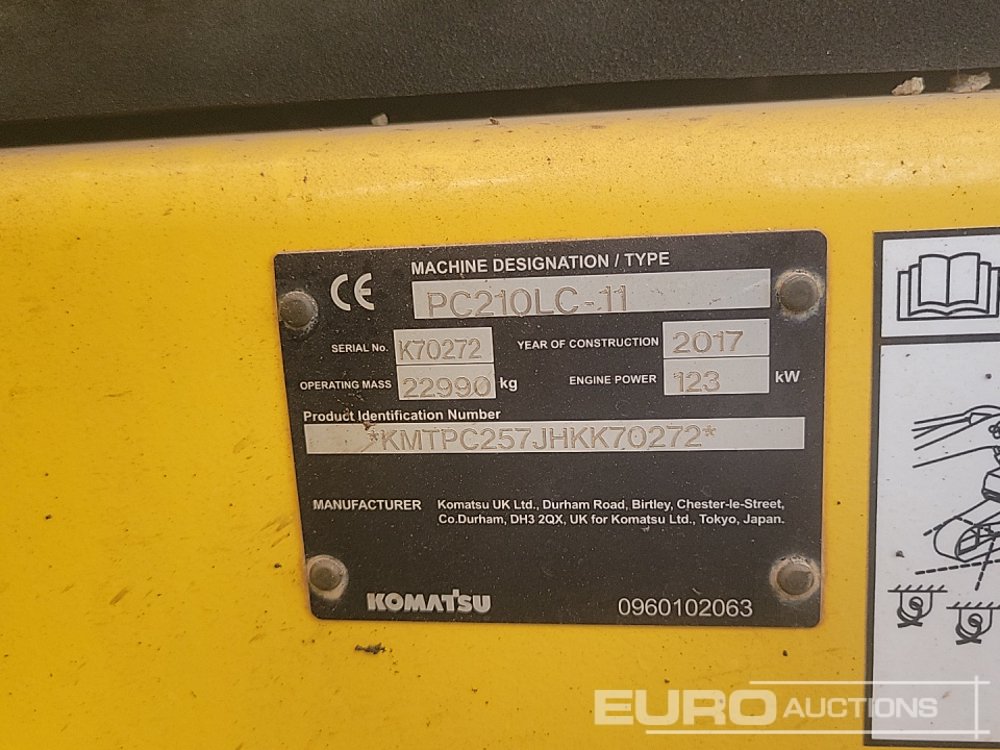 CE
MACHINE DESIGNATION / TYPE
PC210LC-11
SERIAL No. K70272 YEAR OF CONSTRUCTION 2017
OPERATING MASS 22990 kg ENGINE POWER 123 kW
Product Identification Number
*KMTPC257JHKK70272*
MANUFACTURER Komatsu UK Ltd., Durham Road, Birtley, Chester-le-Street,
Co.Durham, DH3 2QX, UK for Komatsu Ltd., Tokyo, Japan.
KOMATSU 0960102063
EURO AUCTIONS